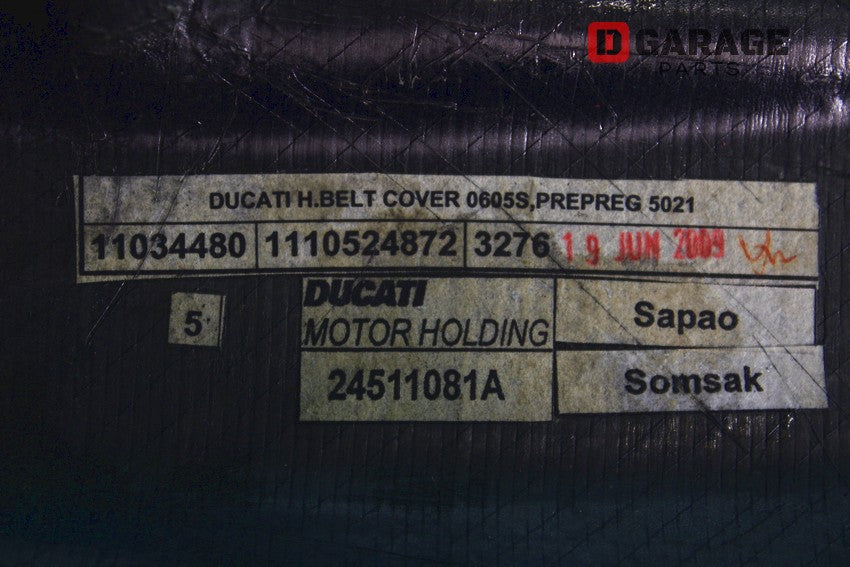 D GARAGE
PARTS
DUCATI H.BELT COVER 0605S,PREPREG 5021
11034480 1110524872 3276 19 JUN 2009
5
DUCATI
MOTOR HOLDING
Sapao
24511081A
Somsak